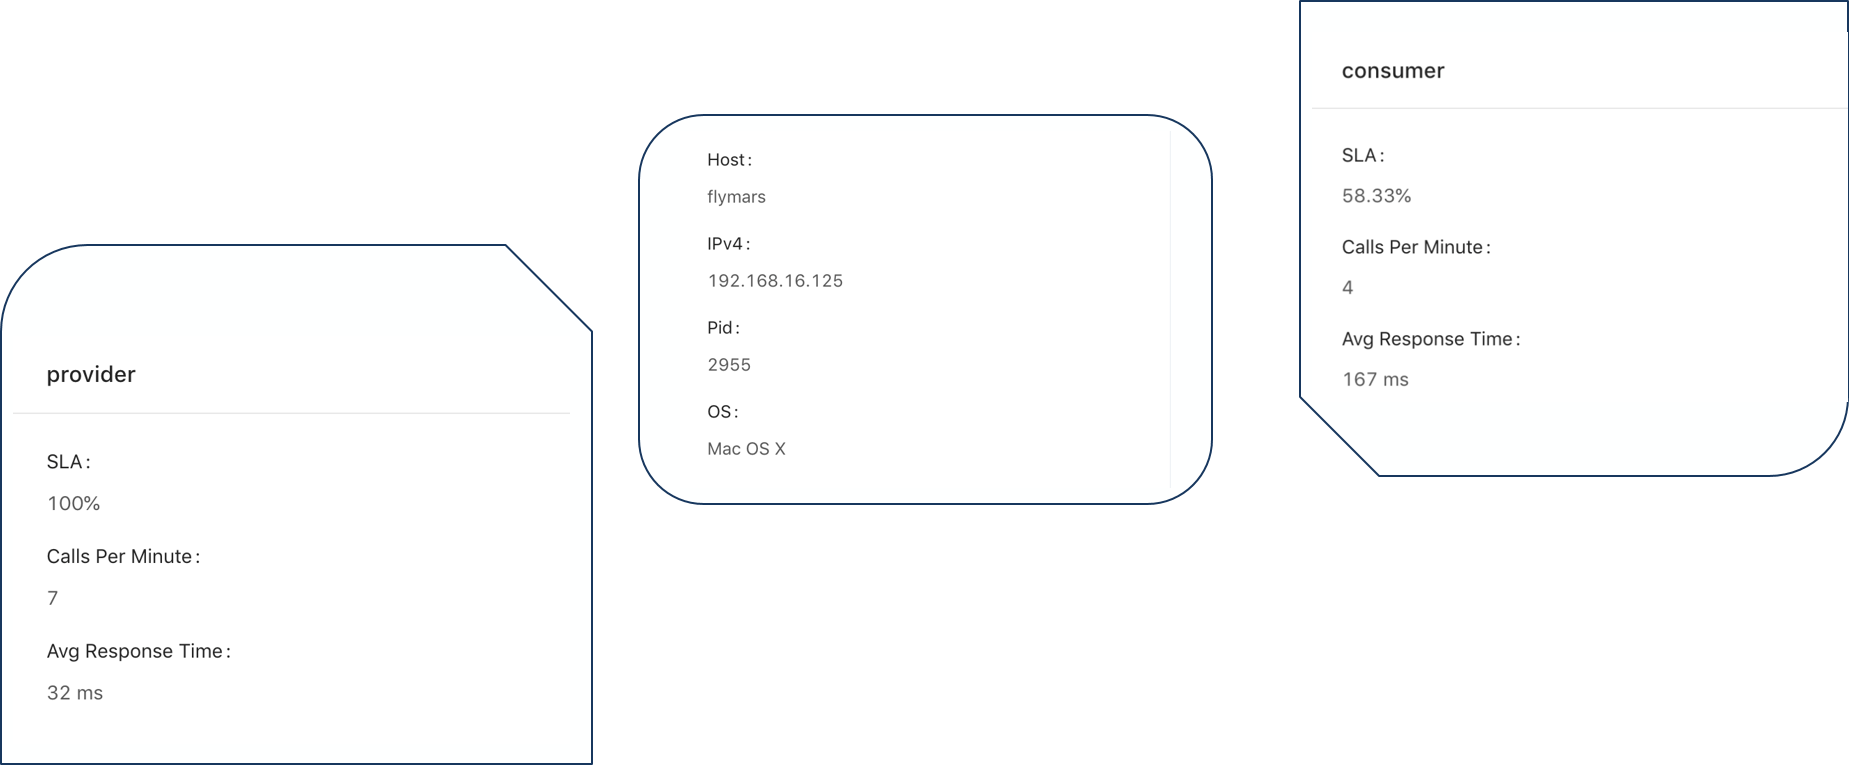 provider
SLA:
100%
Calls Per Minute:
7
Avg Response Time:
32 ms
Host:
flymars
IPv4:
192.168.16.125
Pid:
2955
OS:
Mac OS X
consumer
SLA:
58.33%
Calls Per Minute:
4
Avg Response Time:
167 ms